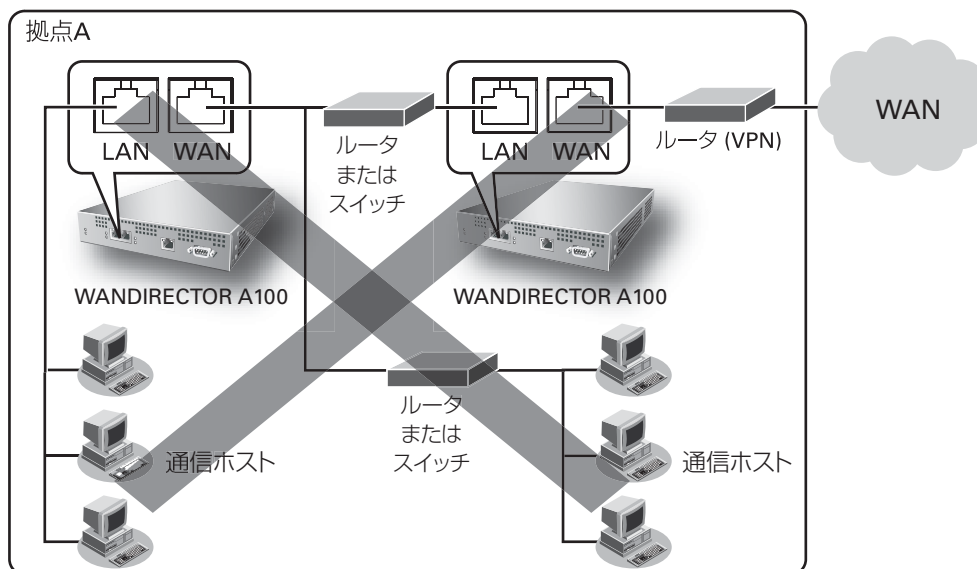 拠点A
LAN WAN
ルータ
または
スイッチ
LAN WAN
ルータ (VPN)
WAN
WANDIRECTOR A100
WANDIRECTOR A100
ルータ
または
スイッチ
通信ホスト
通信ホスト